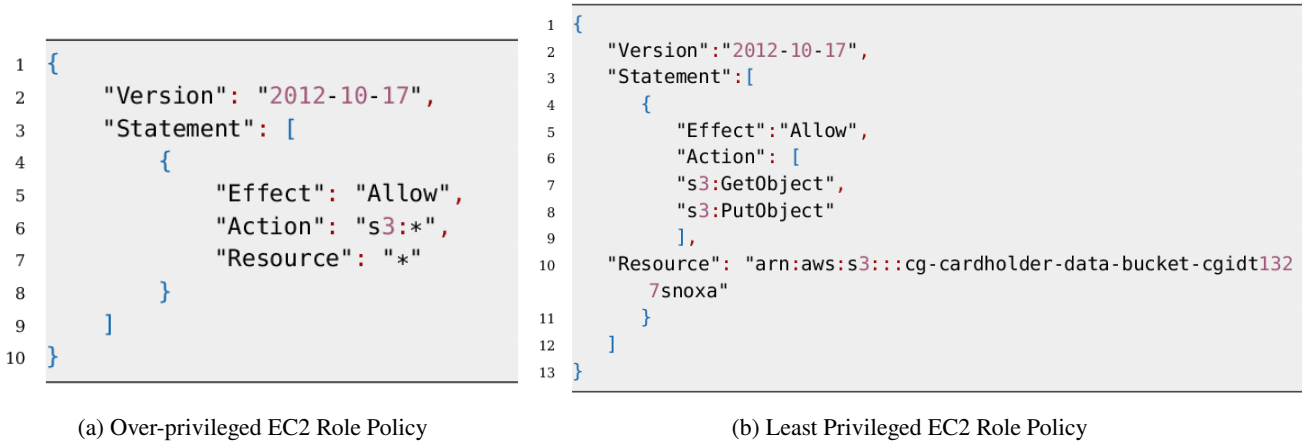 1 {
2 "Version": "2012-10-17",
3 "Statement": [
4 {
5 "Effect": "Allow",
6 "Action": "s3:*",
7 "Resource": "*"
8 }
9 ]
10 }
(a) Over-privileged EC2 Role Policy
1 {
2 "Version":"2012-10-17",
3 "Statement":[
4 {
5 "Effect":"Allow",
6 "Action": [
7 "s3:GetObject",
8 "s3:PutObject"
9 ],
10 "Resource": "arn:aws:s3:::cg-cardholder-data-bucket-cgidt132
7snoxa"
11 }
12 ]
13 }
(b) Least Privileged EC2 Role Policy